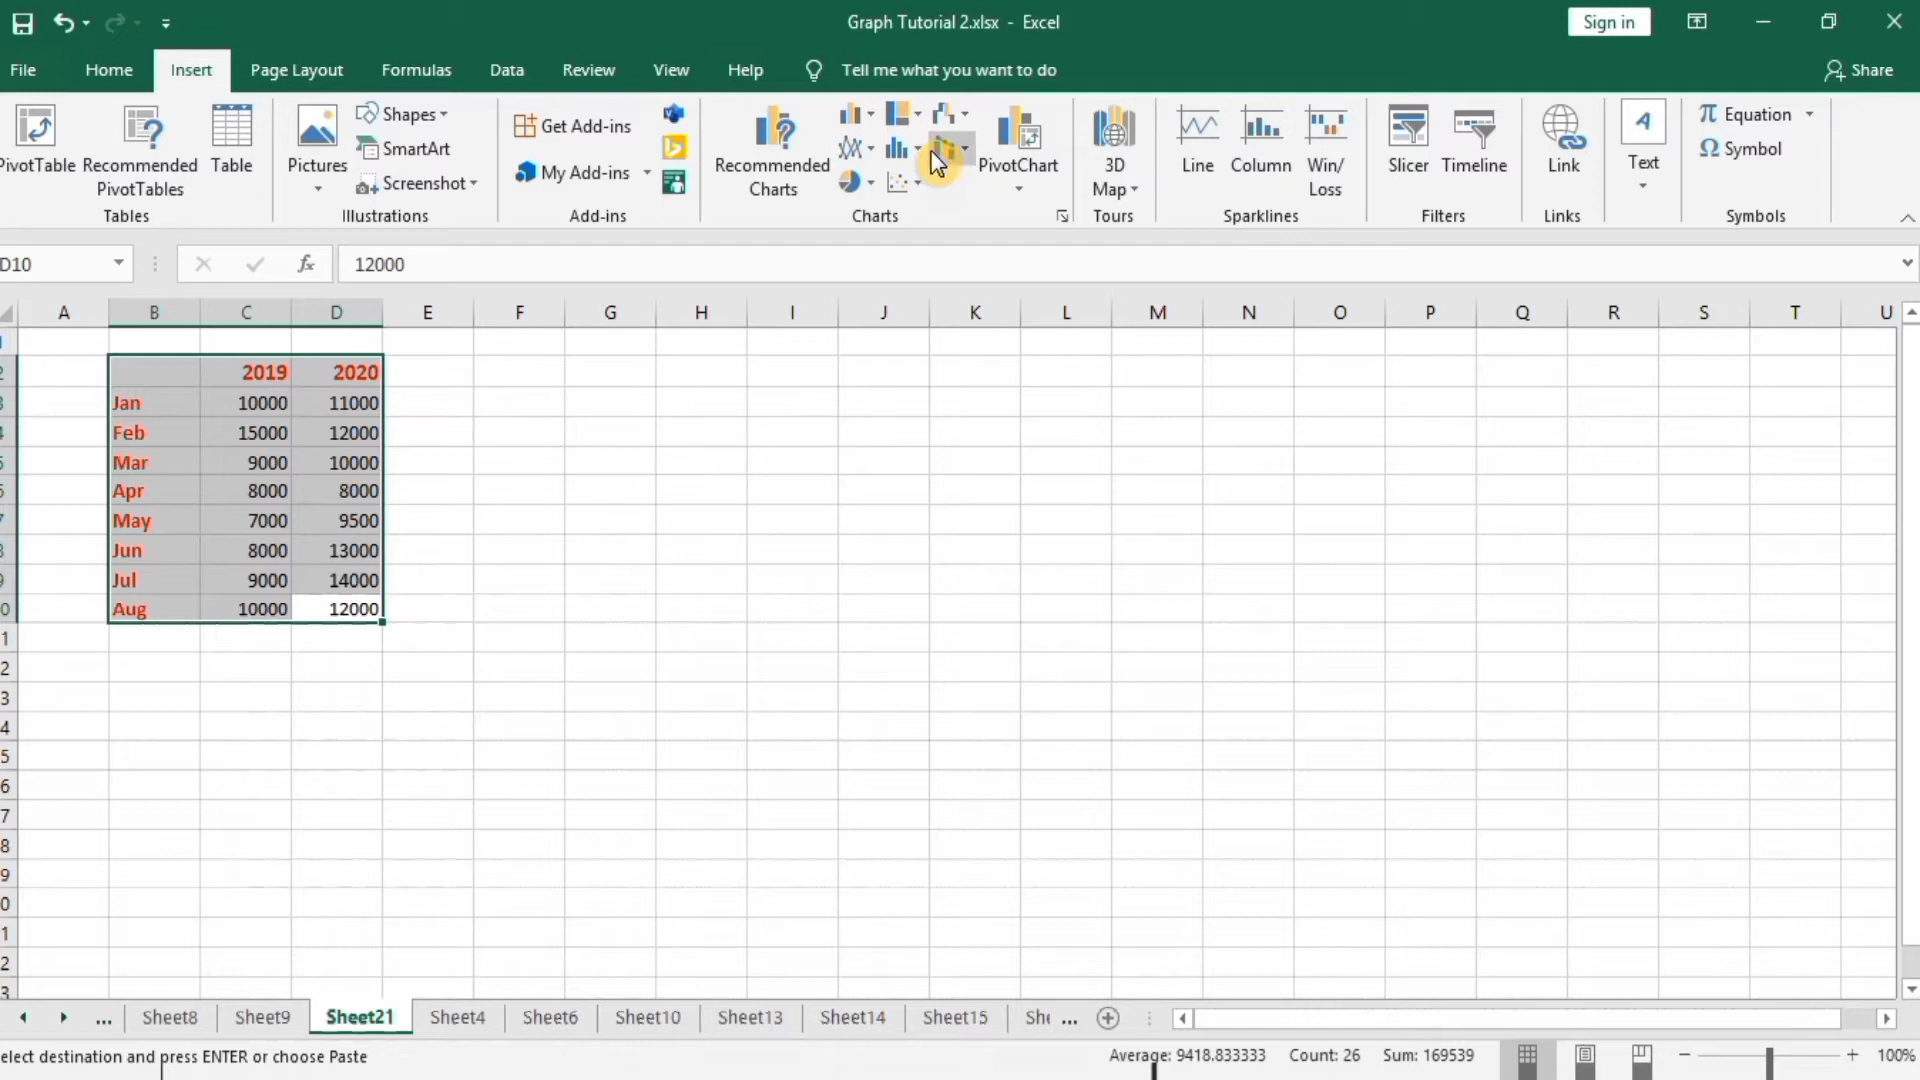 Graph Tutorial 2.xlsx - Excel
Sign in
File Home Insert Page Layout Formulas Data Review View Help Tell me what you want to do Share
PivotTable
Recommended PivotTables
Table
Tables
Pictures
Shapes
SmartArt
Screenshot
Illustrations
Get Add-ins
My Add-ins
Add-ins
Recommended Charts
PivotChart
Charts
3D Map
Tours
Line
Column
Win/Loss
Sparklines
Slicer
Timeline
Filters
Link
Links
A
Text
π Equation
Ω Symbol
Symbols
D10 fx 12000
A B C D E F G H I J K L M N O P Q R S T U
2019 2020
Jan 10000 11000
Feb 15000 12000
Mar 9000 10000
Apr 8000 8000
May 7000 9500
Jun 8000 13000
Jul 9000 14000
Aug 10000 12000
... Sheet8 Sheet9 Sheet21 Sheet4 Sheet6 Sheet10 Sheet13 Sheet14 Sheet15 She ...
elect destination and press ENTER or choose Paste Average: 9418.833333 Count: 26 Sum: 169539 100%